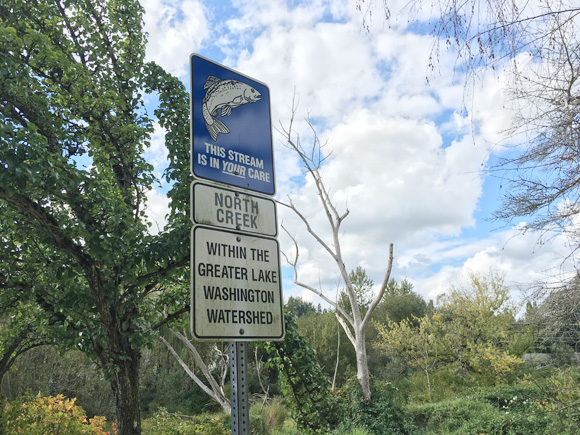 THIS STREAM
IS IN YOUR CARE
NORTH
CREEK
WITHIN THE
GREATER LAKE
WASHINGTON
WATERSHED